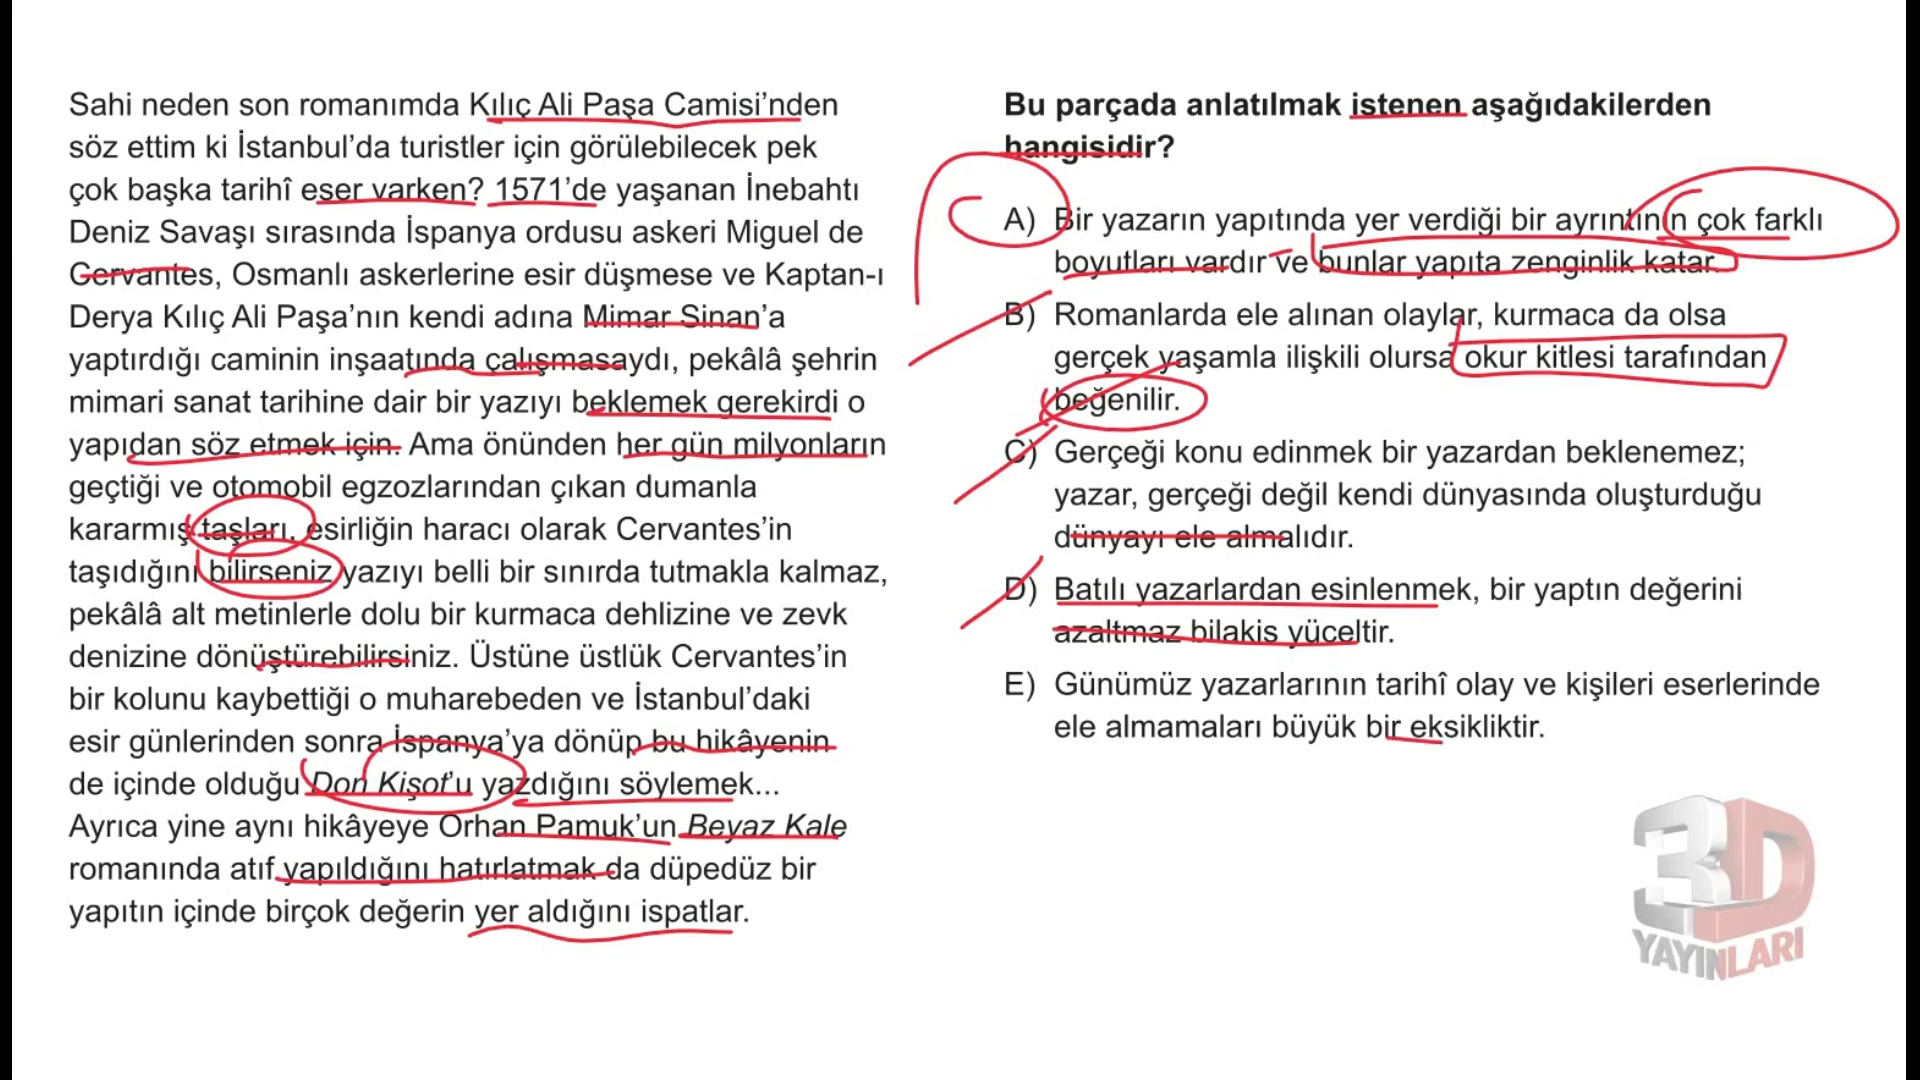 Sahi neden son romanımda Kılıç Ali Paşa Camisi’nden
söz ettim ki İstanbul’da turistler için görülebilecek pek
çok başka tarihî eser varken? 1571’de yaşanan İnebahtı
Deniz Savaşı sırasında İspanya ordusu askeri Miguel de
Cervantes, Osmanlı askerlerine esir düşmese ve Kaptan-ı
Derya Kılıç Ali Paşa’nın kendi adına Mimar Sinan’a
yaptırdığı caminin inşaatında çalışmasaydı, pekâlâ şehrin
mimari sanat tarihine dair bir yazıyı beklemek gerekirdi o
yapıdan söz etmek için. Ama önünden her gün milyonların
geçtiği ve otomobil egzozlarından çıkan dumanla
kararmış taşları, esirliğin haracı olarak Cervantes’in
taşıdığını bilirseniz yazıyı belli bir sınırda tutmakla kalmaz,
pekâlâ alt metinlerle dolu bir kurmaca dehlizine ve zevk
denizine dönüştürebilirsiniz. Üstüne üstlük Cervantes’in
bir kolunu kaybettiği o muharebeden ve İstanbul’daki
esir günlerinden sonra İspanya’ya dönüp bu hikâyenin
de içinde olduğu Don Kişot’u yazdığını söylemek...
Ayrıca yine aynı hikâyeye Orhan Pamuk’un Beyaz Kale
romanında atıf yapıldığını hatırlatmak da düpedüz bir
yapıtın içinde birçok değerin yer aldığını ispatlar.
Bu parçada anlatılmak istenen aşağıdakilerden
hangisidir?
A) Bir yazarın yapıtında yer verdiği bir ayrıntının çok farklı
boyutları vardır ve bunlar yapıta zenginlik katar.
B) Romanlarda ele alınan olaylar, kurmaca da olsa
gerçek yaşamla ilişkili olursa okur kitlesi tarafından
beğenilir.
C) Gerçeği konu edinmek bir yazardan beklenemez;
yazar, gerçeği değil kendi dünyasında oluşturduğu
dünyayı ele almalıdır.
D) Batılı yazarlardan esinlenmek, bir yaptın değerini
azaltmaz bilakis yüceltir.
E) Günümüz yazarlarının tarihî olay ve kişileri eserlerinde
ele almamaları büyük bir eksikliktir.
3D
YAYINLARI